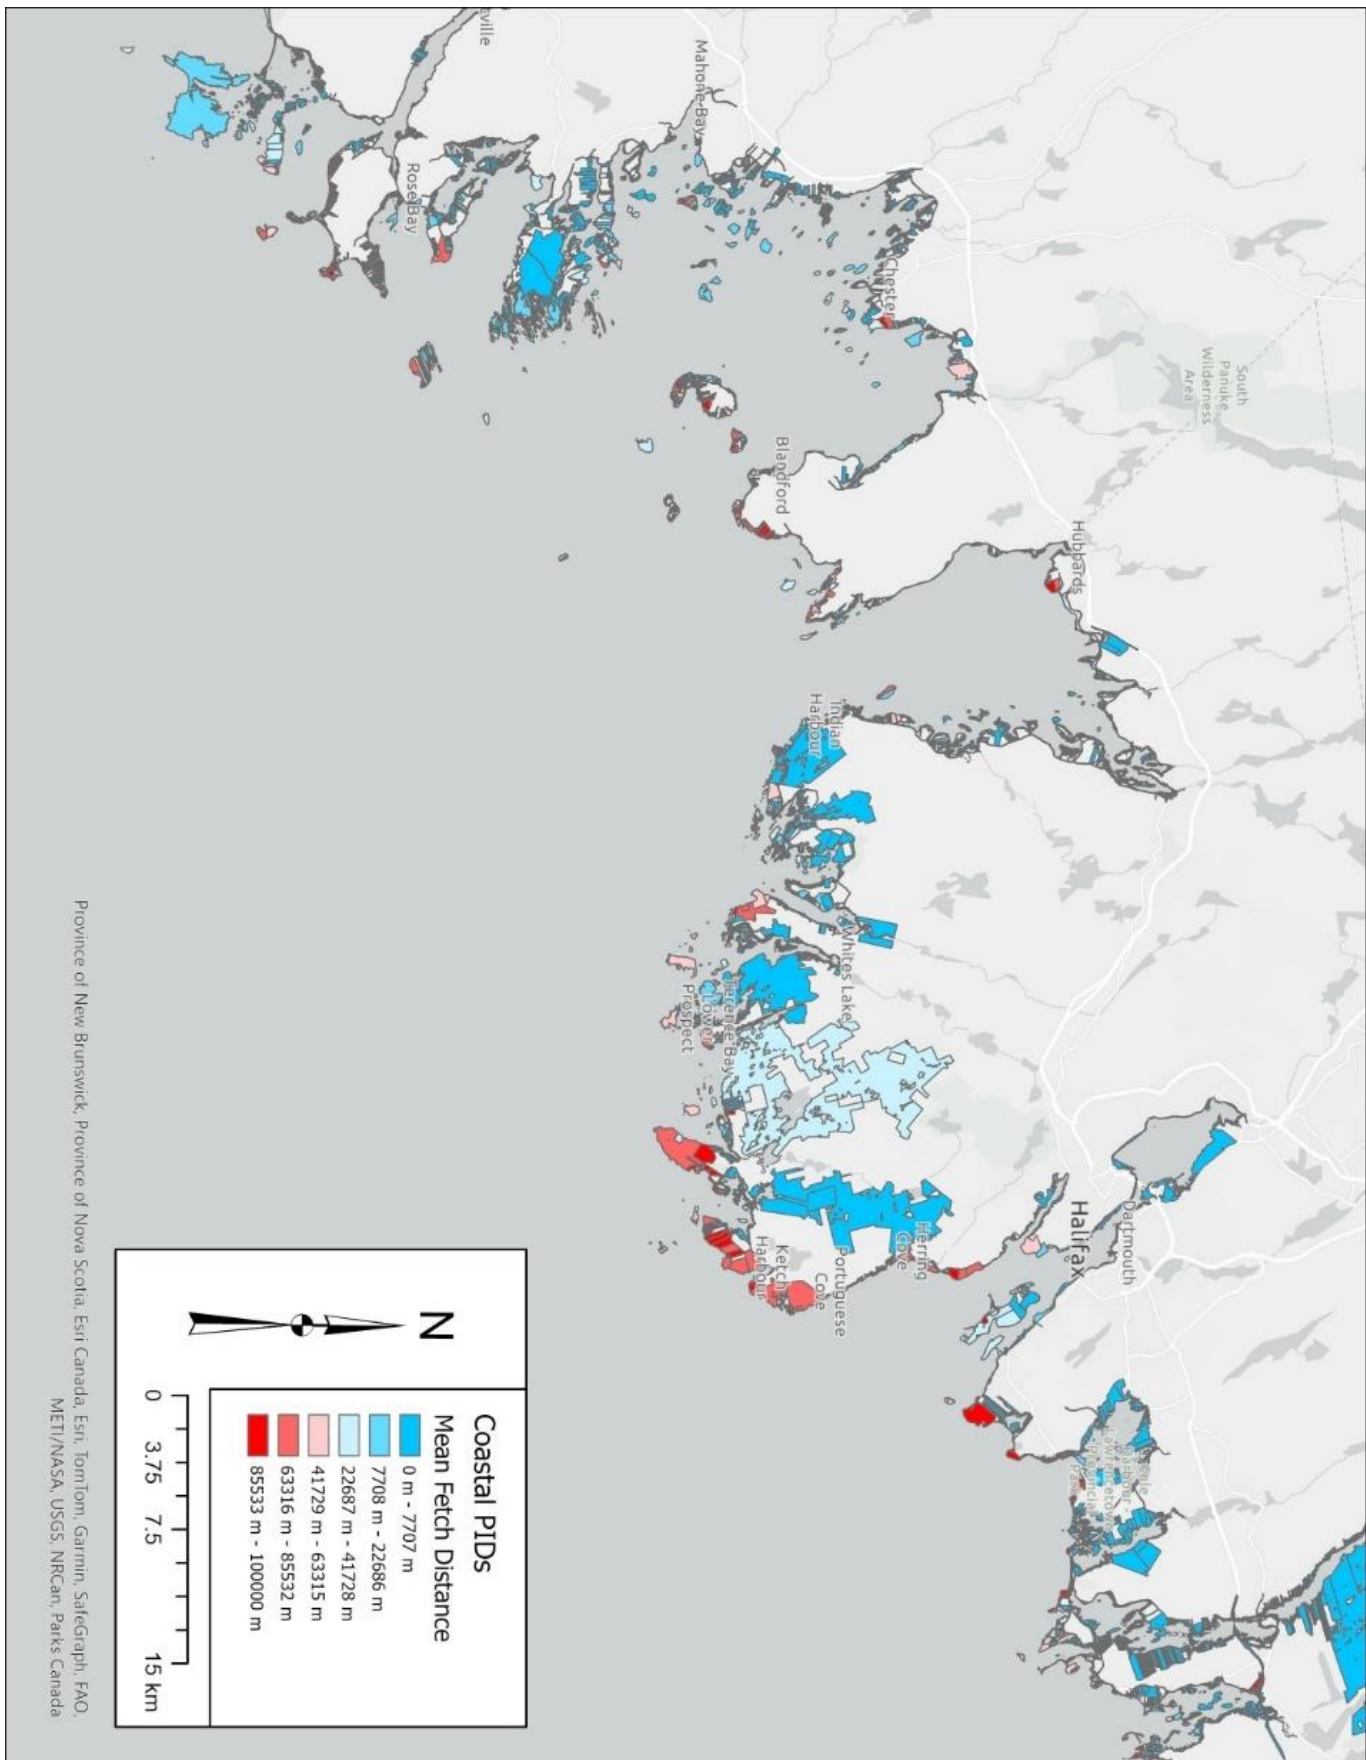 South
Panuke
Wilderness
Area
Mahone Bay
Rose Bay
Chester
Blandford
Hubbards
Indian
Harbour
Whites Lake
Terence Bay
Lower
Prospect
Halifax
Dartmouth
Herring
Cove
Portuguese
Cove
Ketch
Harbour
N
Coastal PIDs
Mean Fetch Distance
0 m - 7707 m
7708 m - 22686 m
22687 m - 41728 m
41729 m - 63315 m
63316 m - 85532 m
85533 m - 100000 m
0 3.75 7.5 15 km
Province of New Brunswick, Province of Nova Scotia, Esri Canada, Esri, TomTom, Garmin, SafeGraph, FAO,
METI/NASA, USGS, NRCan, Parks Canada